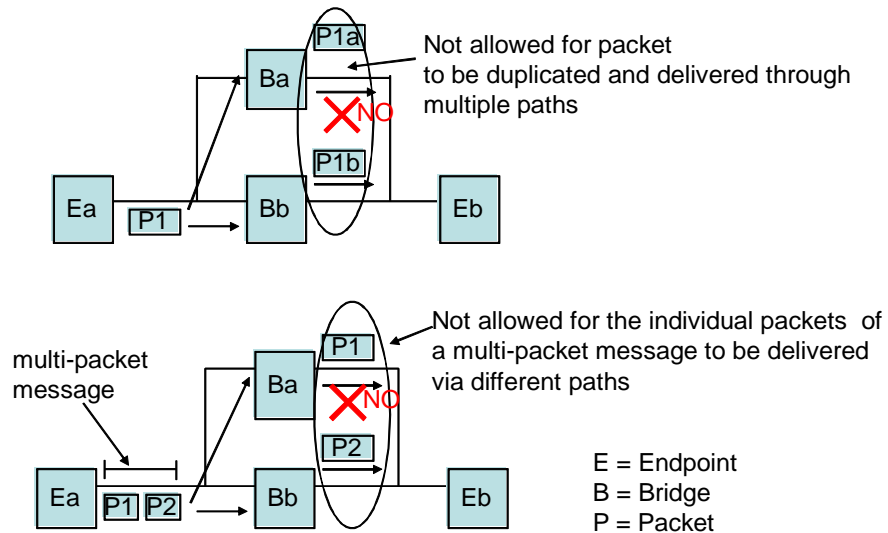 P1a
Not allowed for packet
to be duplicated and delivered through
multiple paths
Ba
NO
P1b
Ea
P1
Bb
Eb
Not allowed for the individual packets of
a multi-packet message to be delivered
via different paths
P1
multi-packet
message
Ba
NO
P2
Ea
P1
P2
Bb
Eb
E = Endpoint
B = Bridge
P = Packet